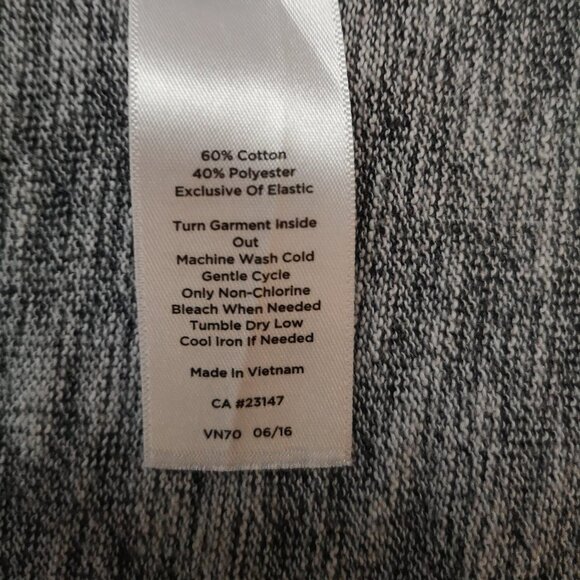 60% Cotton
40% Polyester
Exclusive Of Elastic
Turn Garment Inside
Out
Machine Wash Cold
Gentle Cycle
Only Non-Chlorine
Bleach When Needed
Tumble Dry Low
Cool Iron If Needed
Made In Vietnam
CA #23147
VN70 06/16